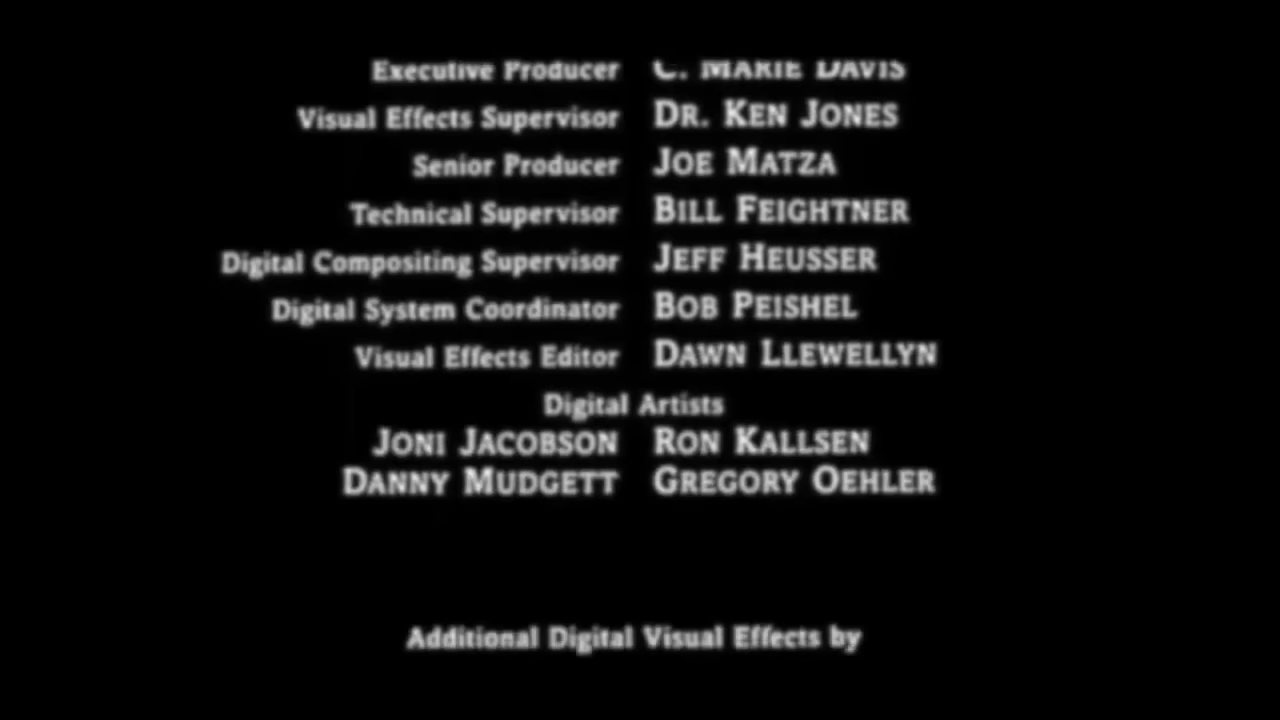 Executive Producer C. MARIE DAVIS
Visual Effects Supervisor DR. KEN JONES
Senior Producer JOE MATZA
Technical Supervisor BILL FEIGHTNER
Digital Compositing Supervisor JEFF HEUSSER
Digital System Coordinator BOB PEISHEL
Visual Effects Editor DAWN LLEWELLYN
Digital Artists
JONI JACOBSON RON KALLSEN
DANNY MUDGETT GREGORY OEHLER
Additional Digital Visual Effects by